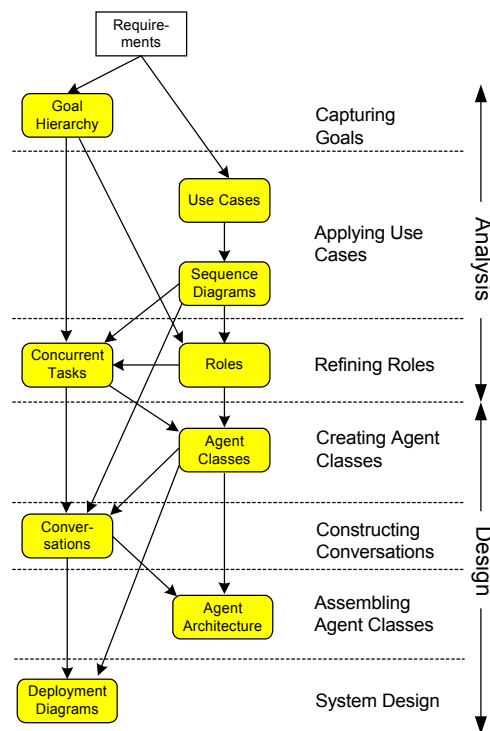 Require-
ments
Goal
Hierarchy
Capturing
Goals
Use Cases
Applying Use
Cases
Sequence
Diagrams
Analysis
Concurrent
Tasks
Roles
Refining Roles
Agent
Classes
Creating Agent
Classes
Conver-
sations
Constructing
Conversations
Design
Agent
Architecture
Assembling
Agent Classes
Deployment
Diagrams
System Design